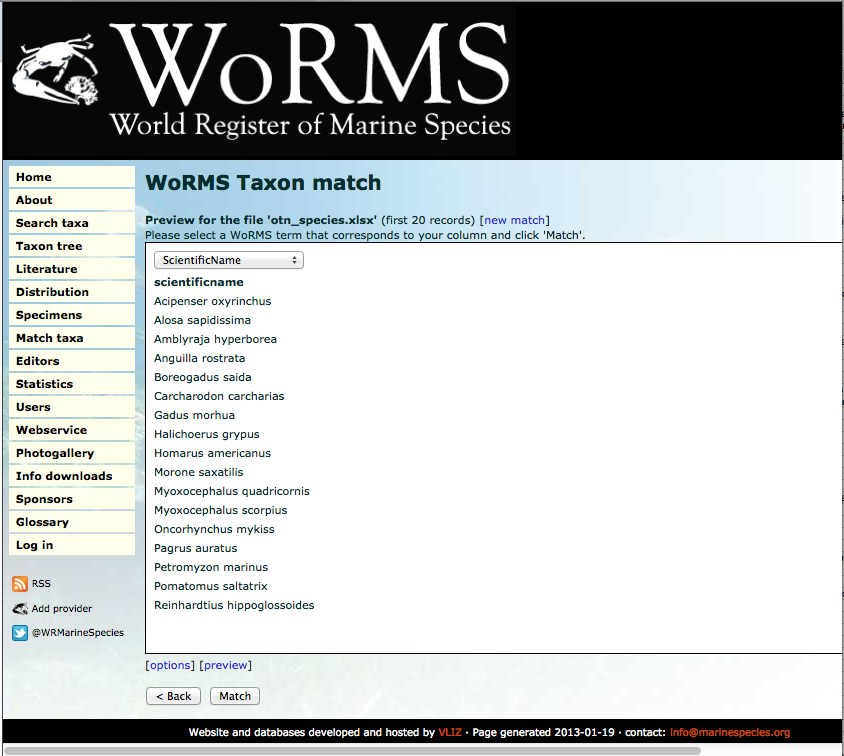 WoRMS
World Register of Marine Species
Home
About
Search taxa
Taxon tree
Literature
Distribution
Specimens
Match taxa
Editors
Statistics
Users
Webservice
Photogallery
Info downloads
Sponsors
Glossary
Log in
RSS
Add provider
@WRMarineSpecies
WoRMS Taxon match
Preview for the file 'otn_species.xlsx' (first 20 records) [new match]
Please select a WoRMS term that corresponds to your column and click 'Match'.
ScientificName
scientificname
Acipenser oxyrinchus
Alosa sapidissima
Amblyraja hyperborea
Anguilla rostrata
Boreogadus saida
Carcharodon carcharias
Gadus morhua
Halichoerus grypus
Homarus americanus
Morone saxatilis
Myoxocephalus quadricornis
Myoxocephalus scorpius
Oncorhynchus mykiss
Pagrus auratus
Petromyzon marinus
Pomatomus saltatrix
Reinhardtius hippoglossoides
[options] [preview]
< Back Match
Website and databases developed and hosted by VLIZ · Page generated 2013-01-19 · contact: info@marinespecies.org